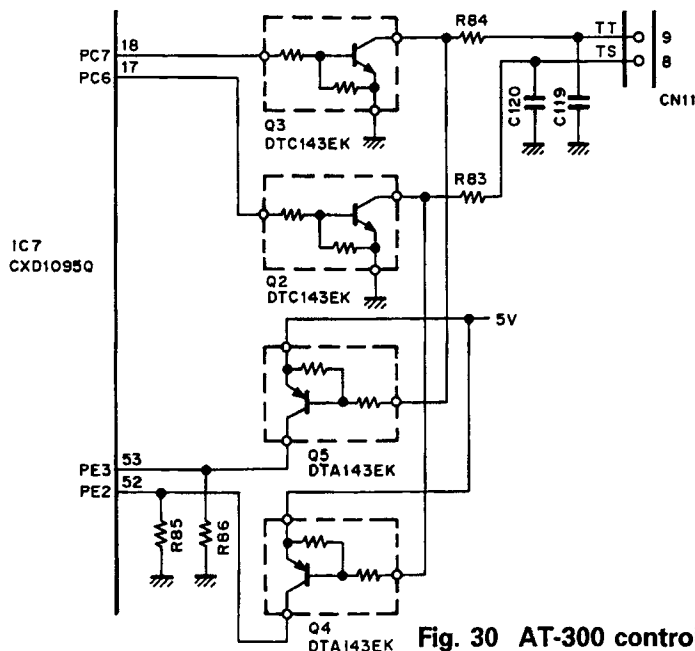 PC7 18
PC6 17
Q3
DTC143EK
R84
TT 9
TS 8
CN11
C120
C119
R83
IC7
CXD1095Q
Q2
DTC143EK
5V
Q5
DTA143EK
PE3 53
PE2 52
R85
R86
Q4
DTA143EK
Fig. 30 AT-300 contro